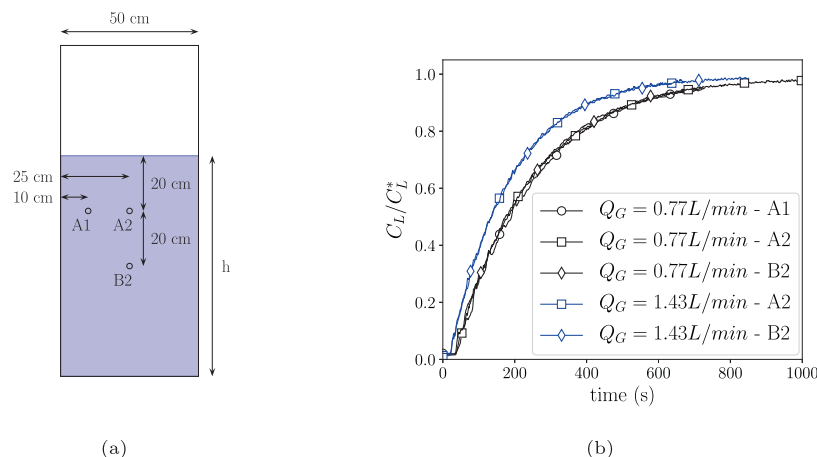 50 cm
25 cm
10 cm
20 cm
A1
A2
20 cm
B2
h
(a)
1.0
0.8
0.6
0.4
0.2
0.0
C_L/C_L^*
Q_G = 0.77L/min - A1
Q_G = 0.77L/min - A2
Q_G = 0.77L/min - B2
Q_G = 1.43L/min - A2
Q_G = 1.43L/min - B2
0 200 400 600 800 1000
time (s)
(b)